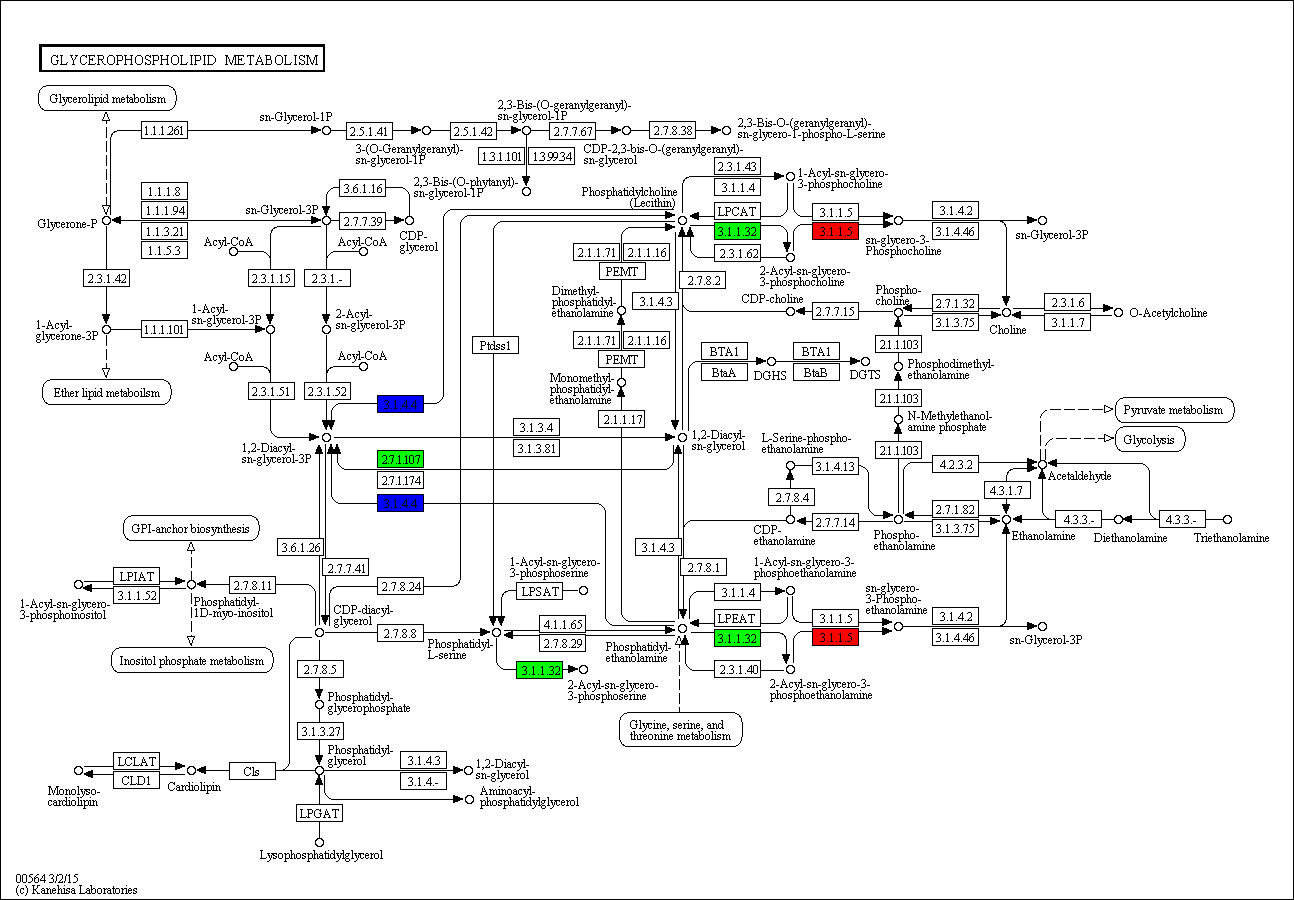 GLYCEROPHOSPHOLIPID METABOLISM
Glycerolipid metabolism
1.1.1.261
sn-Glycerol-1P
2.5.1.41
3-(O-Geranylgeranyl)-
sn-glycerol-1P
2.5.1.42
2,3-Bis-(O-geranylgeranyl)-
sn-glycerol-1P
2.7.7.67
CDP-2,3-bis-O-(geranylgeranyl)-
sn-glycerol
2.7.8.38
2,3-Bis-O-(geranylgeranyl)-
sn-glycero-1-phospho-L-serine
1.3.1.101
1.3.99.34
2,3-Bis-(O-phytanyl)-
sn-glycerol-1P
1.1.1.8
1.1.1.94
1.1.3.21
1.1.5.3
Glycerone-P
sn-Glycerol-3P
3.6.1.16
2.7.7.39
CDP-
glycerol
Acyl-CoA
Acyl-CoA
2.3.1.42
2.3.1.15
2.3.1.-
1-Acyl-
glycerone-3P
1.1.1.101
1-Acyl-
sn-glycerol-3P
2-Acyl-
sn-glycerol-3P
Acyl-CoA
Acyl-CoA
Ether lipid metabolism
2.3.1.51
2.3.1.52
3.1.4.4
1,2-Diacyl-
sn-glycerol-3P
3.1.3.4
3.1.3.81
2.7.1.107
2.7.1.174
3.1.4.4
Ptdss1
Phosphatidylcholine
(Lecithin)
2.3.1.43
3.1.1.4
LPCAT
3.1.1.32
2.3.1.62
1-Acyl-sn-glycero-
3-phosphocholine
2-Acyl-sn-glycero-
3-phosphocholine
3.1.1.5
3.1.1.5
sn-glycero-3-
Phosphocholine
3.1.4.2
3.1.4.46
sn-Glycerol-3P
2.1.1.71
2.1.1.16
PEMT
Dimethyl-
phosphatidyl-
ethanolamine
2.1.1.71
2.1.1.16
PEMT
Monomethyl-
phosphatidyl-
ethanolamine
2.1.1.17
3.1.4.3
2.7.8.2
CDP-choline
2.7.7.15
Phospho-
choline
2.7.1.32
3.1.3.75
Choline
2.3.1.6
3.1.1.7
O-Acetylcholine
BTA1
BtaA
DGHS
BTA1
BtaB
DGTS
2.1.1.103
Phosphodimethyl-
ethanolamine
2.1.1.103
N-Methylethanol-
amine phosphate
2.1.1.103
1,2-Diacyl-
sn-glycerol
L-Serine-phospho-
ethanolamine
3.1.4.13
2.7.8.4
CDP-
ethanolamine
2.7.7.14
Phospho-
ethanolamine
4.2.3.2
2.7.1.82
3.1.3.75
4.3.1.7
Acetaldehyde
Pyruvate metabolism
Glycolysis
Ethanolamine
4.3.3.-
Diethanolamine
4.3.3.-
Triethanolamine
GPI-anchor biosynthesis
3.6.1.26
2.7.7.41
LPIAT
3.1.1.52
1-Acyl-sn-glycero-
3-phosphoinositol
2.7.8.11
Phosphatidyl-
1D-myo-inositol
Inositol phosphate metabolism
2.7.8.24
CDP-diacyl-
glycerol
2.7.8.8
Phosphatidyl-
L-serine
1-Acyl-sn-glycero-
3-phosphoserine
LPSAT
4.1.1.65
2.7.8.29
3.1.1.32
2-Acyl-sn-glycero-
3-phosphoserine
3.1.4.3
2.7.8.1
Phosphatidyl-
ethanolamine
1-Acyl-sn-glycero-3-
phosphoethanolamine
3.1.1.4
LPEAT
3.1.1.32
2.3.1.40
2-Acyl-sn-glycero-3-
phosphoethanolamine
3.1.1.5
3.1.1.5
sn-glycero-
3-Phospho-
ethanolamine
3.1.4.2
3.1.4.46
sn-Glycerol-3P
Glycine, serine, and
threonine metabolism
2.7.8.5
Phosphatidyl-
glycerophosphate
3.1.3.27
Phosphatidyl-
glycerol
LCLAT
CLD1
Monolyso-
cardiolipin
Cardiolipin
Cls
3.1.4.3
3.1.4.-
1,2-Diacyl-
sn-glycerol
Aminoacyl-
phosphatidylglycerol
LPGAT
Lysophosphatidylglycerol
00564 3/2/15
(c) Kanehisa Laboratories